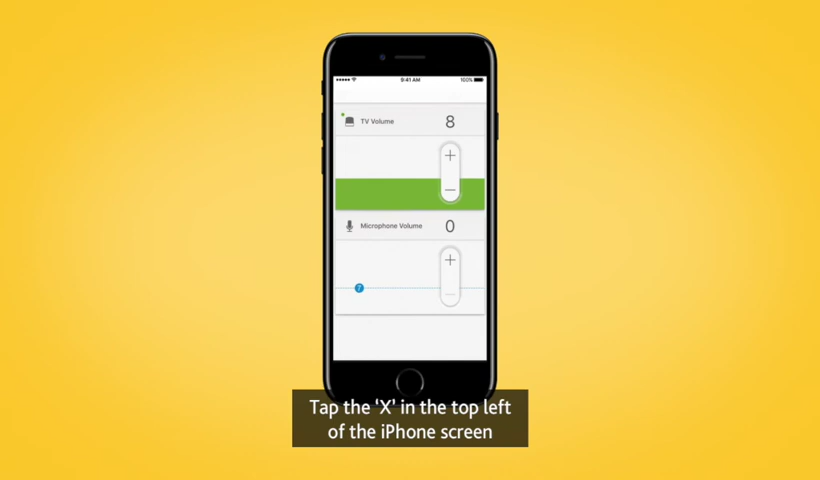 9:41 AM
100%
TV Volume 8
+
−
Microphone Volume 0
+
−
7
Tap the ‘X’ in the top left
of the iPhone screen